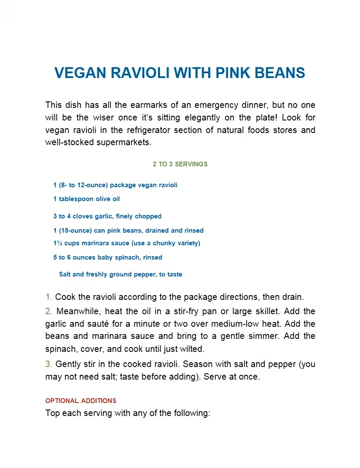 VEGAN RAVIOLI WITH PINK BEANS
This dish has all the earmarks of an emergency dinner, but no one
will be the wiser once it's sitting elegantly on the plate! Look for
vegan ravioli in the refrigerator section of natural foods stores and
well-stocked supermarkets.
2 TO 3 SERVINGS
1 (8- to 12-ounce) package vegan ravioli
1 tablespoon olive oil
3 to 4 cloves garlic, finely chopped
1 (15-ounce) can pink beans, drained and rinsed
1½ cups marinara sauce (use a chunky variety)
5 to 6 ounces baby spinach, rinsed
Salt and freshly ground pepper, to taste
1. Cook the ravioli according to the package directions, then drain.
2. Meanwhile, heat the oil in a stir-fry pan or large skillet. Add the
garlic and sauté for a minute or two over medium-low heat. Add the
beans and marinara sauce and bring to a gentle simmer. Add the
spinach, cover, and cook until just wilted.
3. Gently stir in the cooked ravioli. Season with salt and pepper (you
may not need salt; taste before adding). Serve at once.
OPTIONAL ADDITIONS
Top each serving with any of the following: